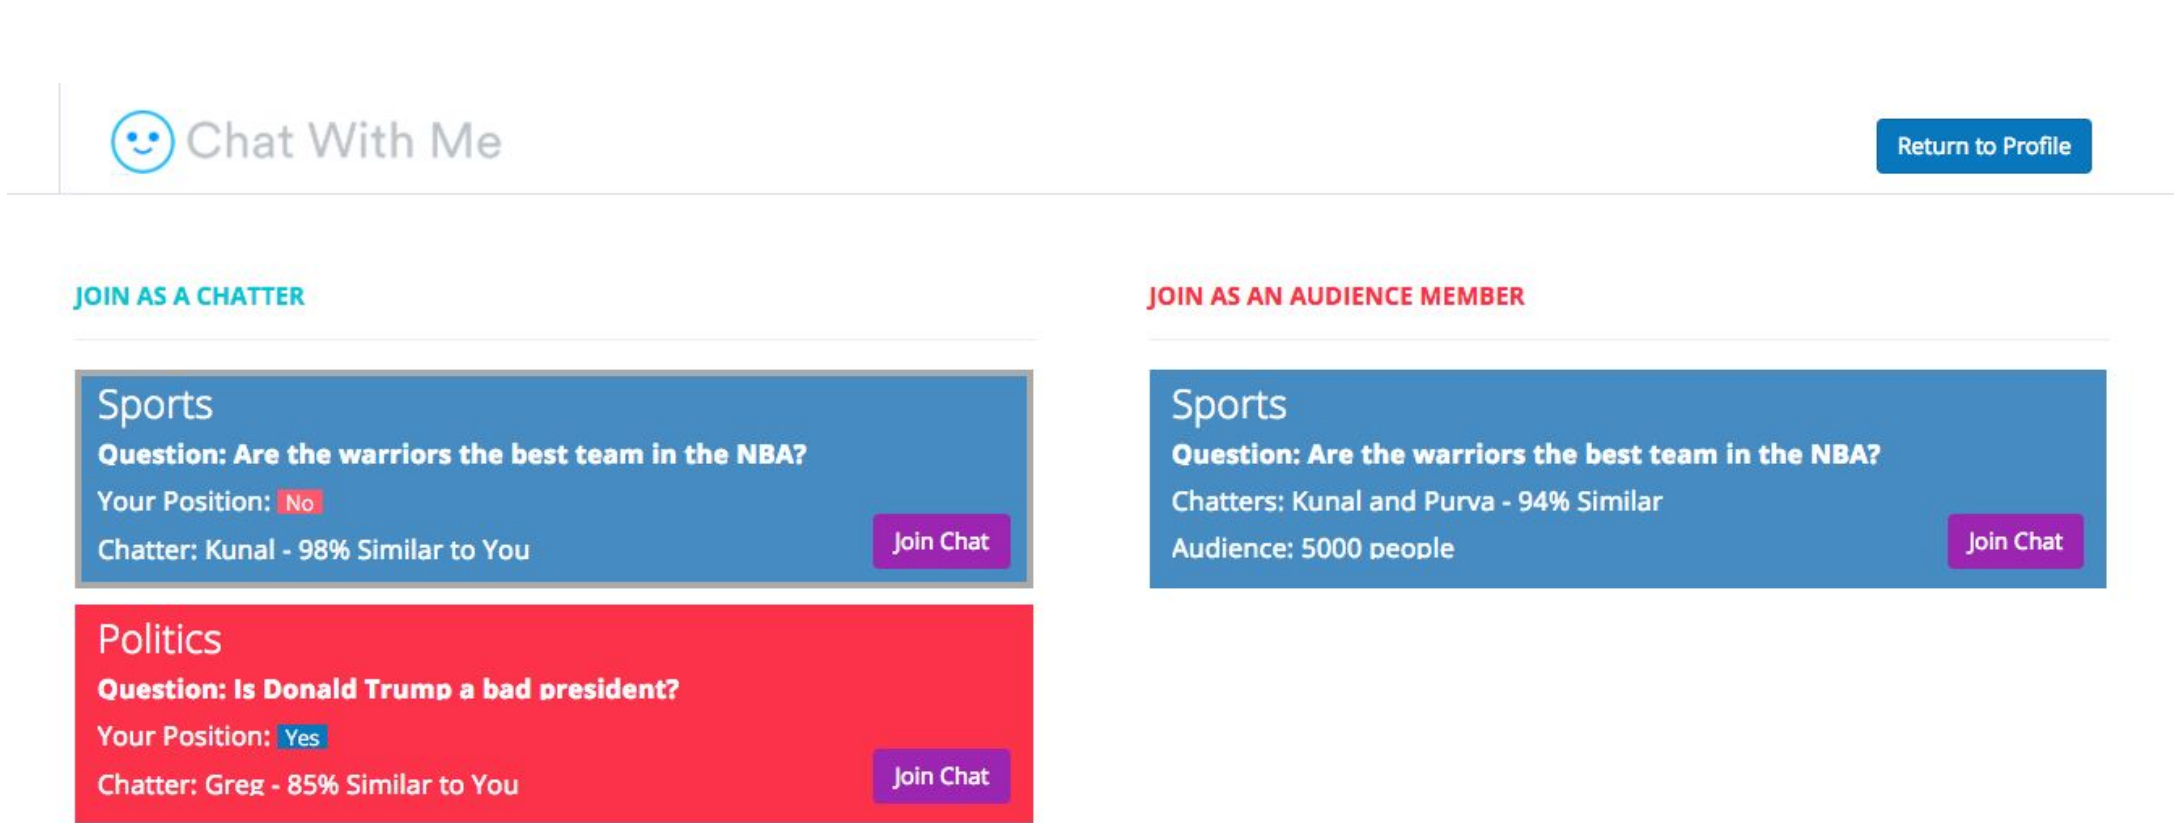 Chat With Me
Return to Profile
JOIN AS A CHATTER
Sports
Question: Are the warriors the best team in the NBA?
Your Position: No
Chatter: Kunal - 98% Similar to You
Join Chat
Politics
Question: Is Donald Trump a bad president?
Your Position: Yes
Chatter: Greg - 85% Similar to You
Join Chat
JOIN AS AN AUDIENCE MEMBER
Sports
Question: Are the warriors the best team in the NBA?
Chatters: Kunal and Purva - 94% Similar
Audience: 5000 people
Join Chat